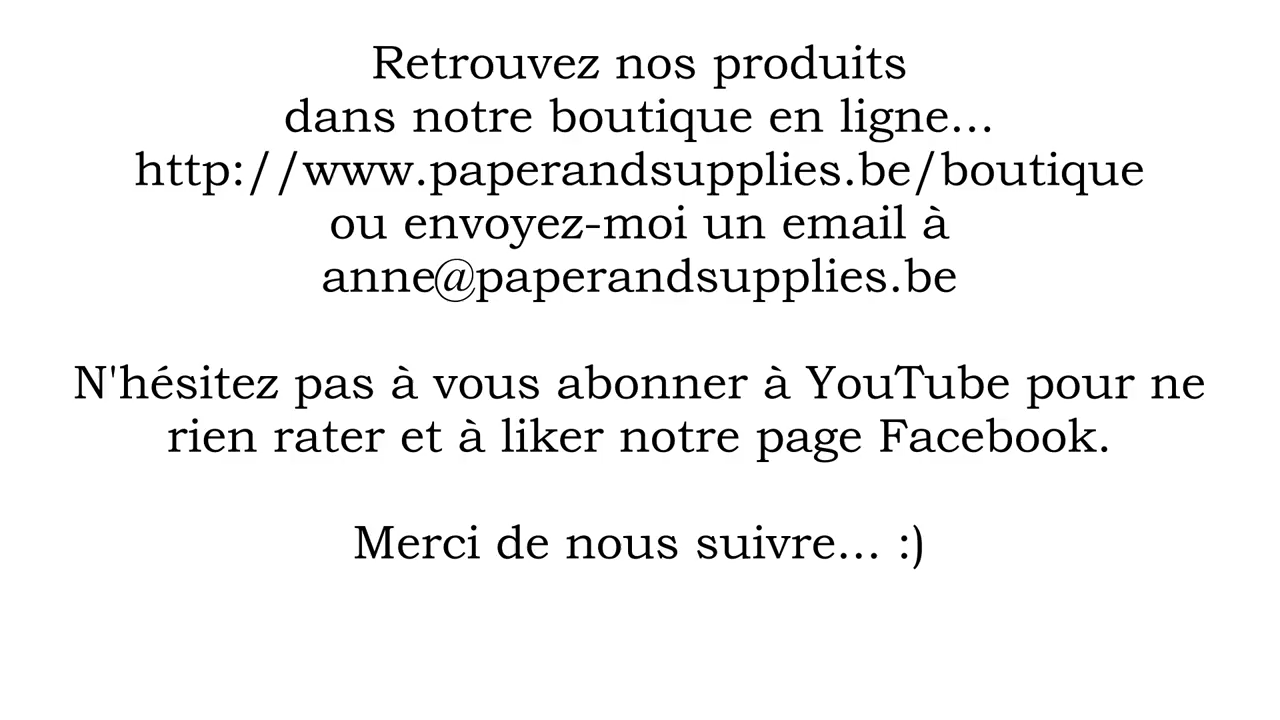 Retrouvez nos produits
dans notre boutique en ligne...
http://www.paperandsupplies.be/boutique
ou envoyez-moi un email à
anne@paperandsupplies.be
N'hésitez pas à vous abonner à YouTube pour ne
rien rater et à liker notre page Facebook.
Merci de nous suivre... :)